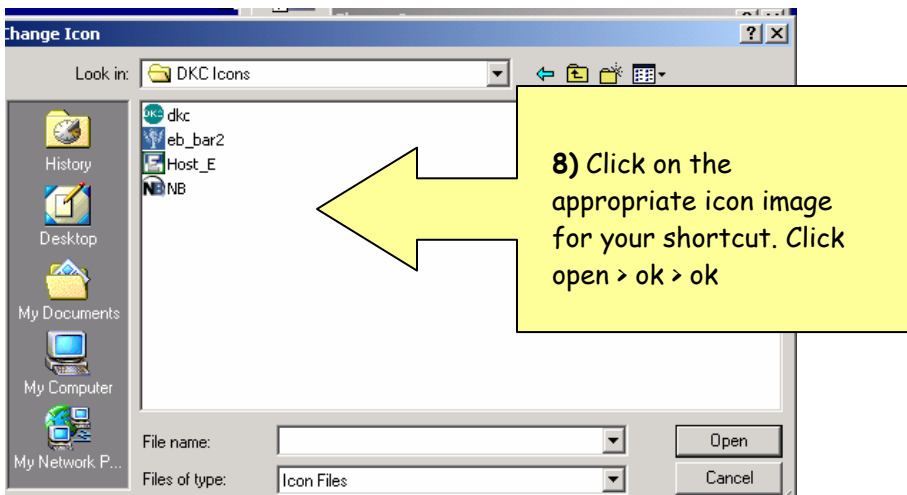 Change Icon
Look in: DKC Icons
dkc
eb_bar2
Host_E
NB NB
History
Desktop
My Documents
My Computer
My Network P...
8) Click on the
appropriate icon image
for your shortcut. Click
open > ok > ok
File name:
Open
Files of type: Icon Files
Cancel